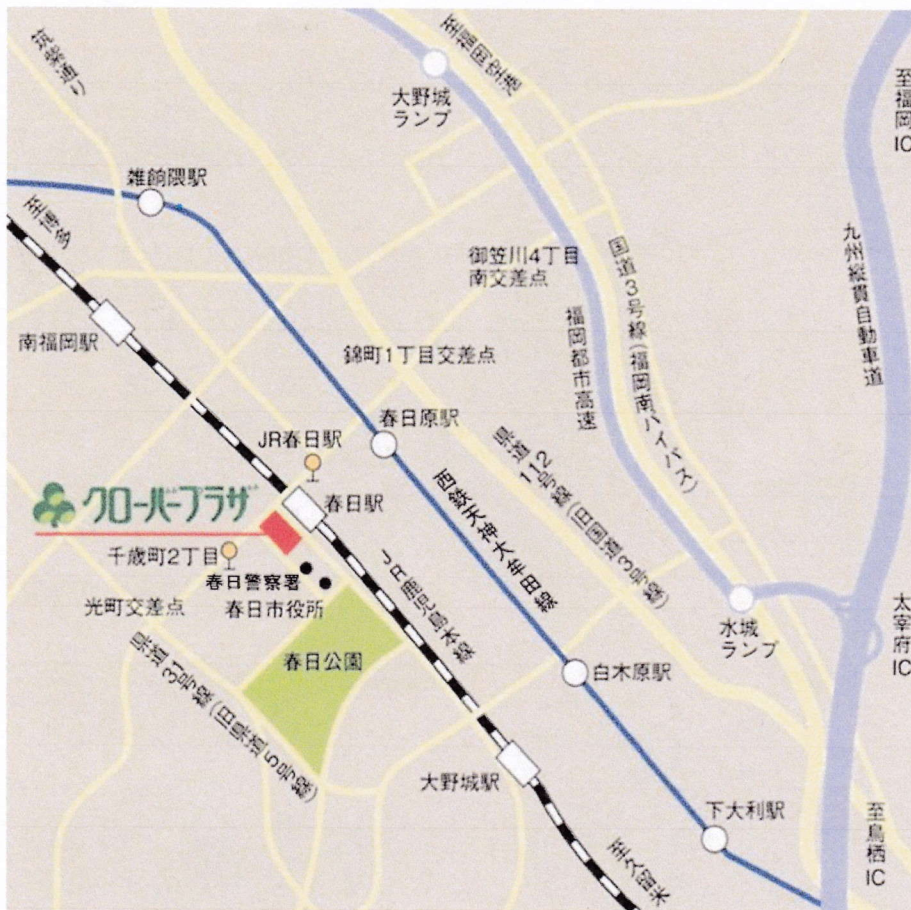 至福岡空港
筑紫通り
大野城
ランプ
至福岡IC
雑餉隈駅
至博多
御笠川4丁目
南交差点
国道3号線(福岡南バイパス)
九州縦貫自動車道
福岡都市高速
南福岡駅
錦町1丁目交差点
春日原駅
JR春日駅
県道112号線(旧国道3号線)
西鉄天神大牟田線
クローバープラザ
春日駅
千歳町2丁目
春日警察署
JR鹿児島本線
光町交差点
春日市役所
水城
ランプ
太宰府IC
春日公園
白木原駅
県道31号線(旧県道5号線)
大野城駅
下大利駅
至鳥栖IC
至久留米